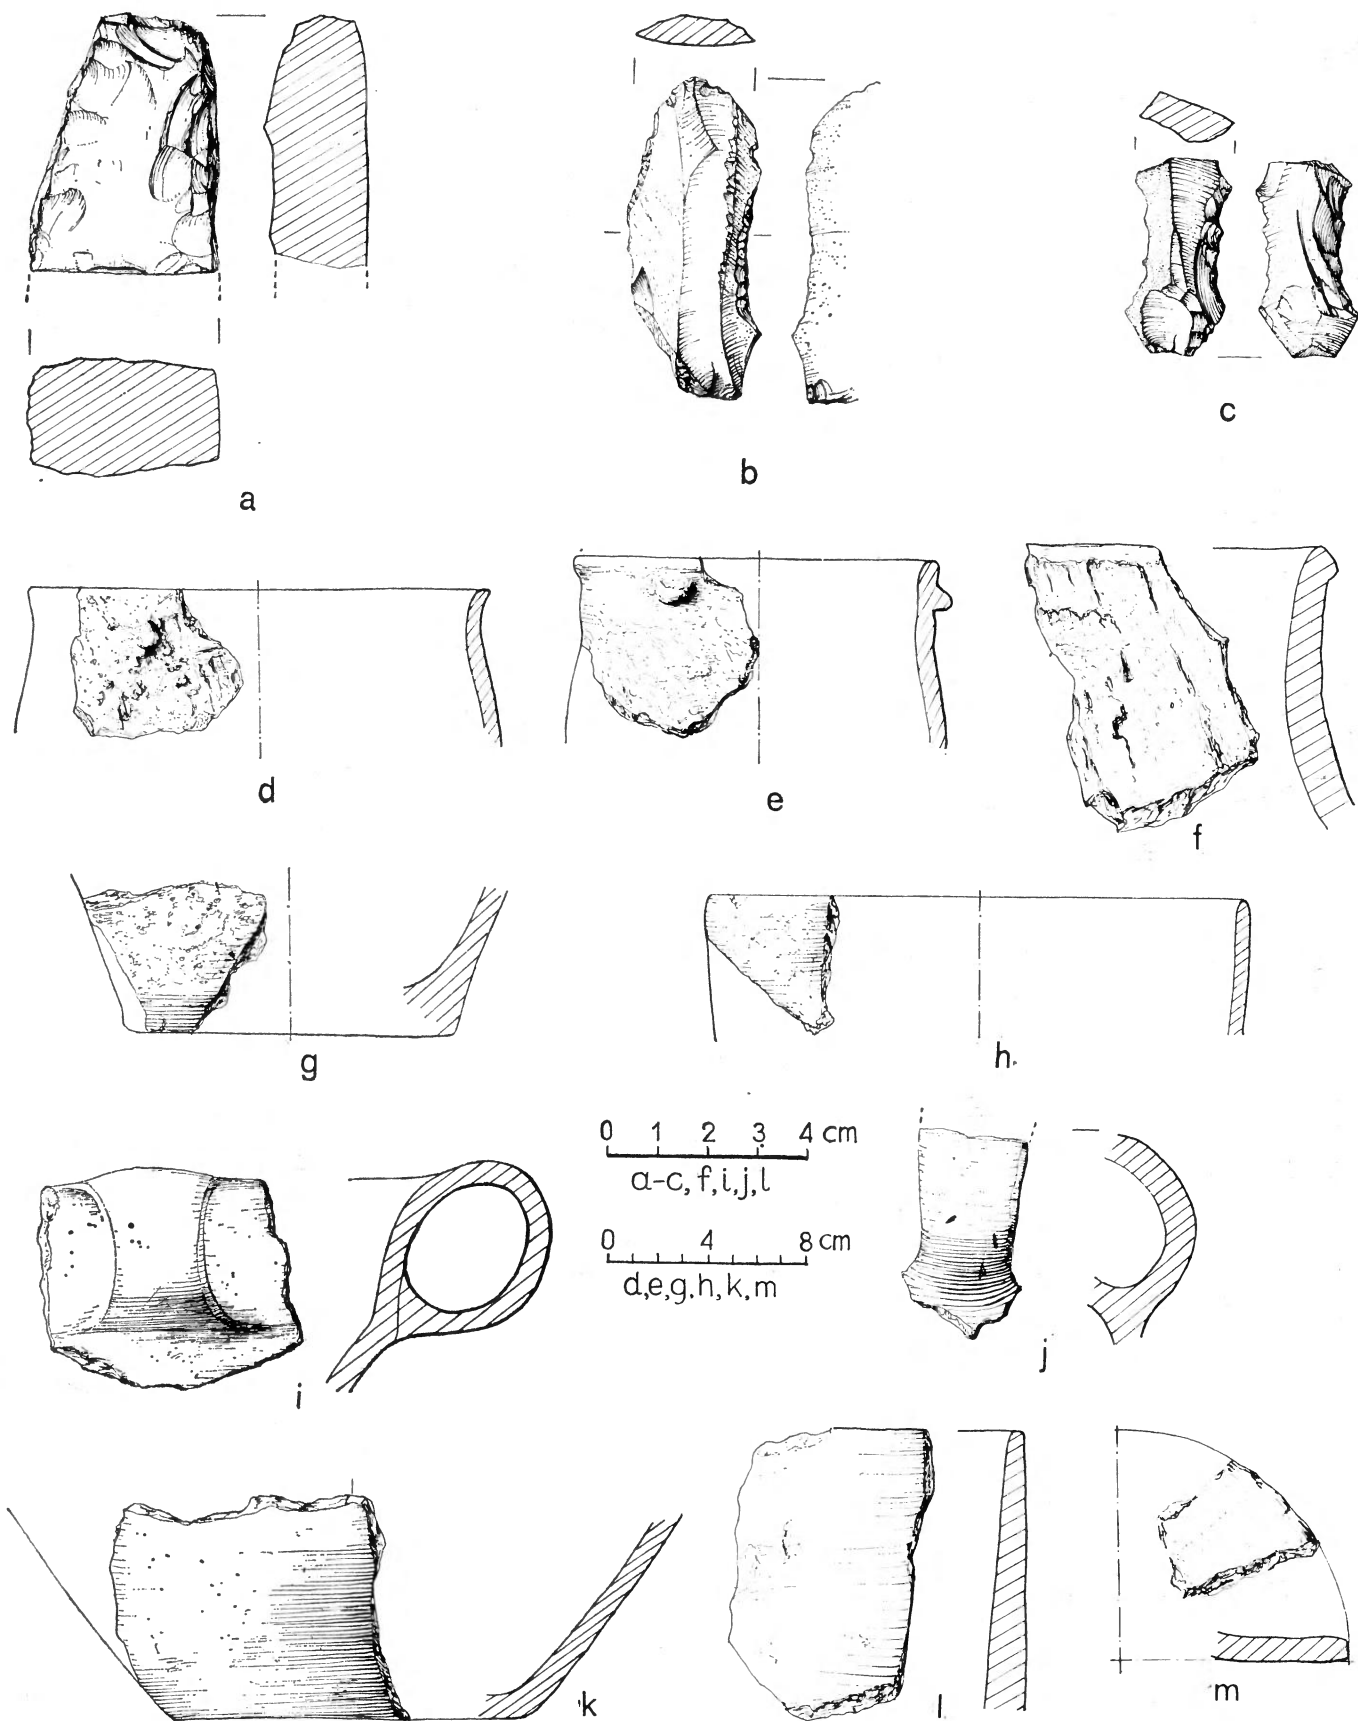 a
b
c
d
e
f
g
h.
0 1 2 3 4 cm
a-c, f, i, j, l
0 4 8 cm
d, e, g, h, k, m
i
j
k
l
m